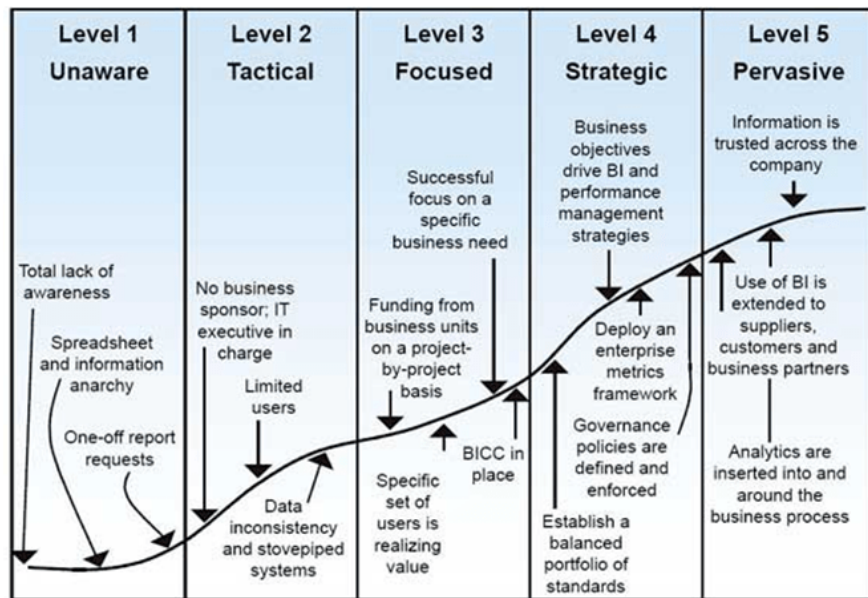 Level 1
Unaware
Level 2
Tactical
Level 3
Focused
Level 4
Strategic
Level 5
Pervasive
Total lack of
awareness
Spreadsheet
and information
anarchy
One-off report
requests
No business
sponsor; IT
executive in
charge
Limited
users
Data
inconsistency
and stovepiped
systems
Successful
focus on a
specific
business need
Funding from
business units
on a project-
by-project
basis
Specific
set of
users is
realizing
value
BICC in
place
Business
objectives
drive BI and
performance
management
strategies
Deploy an
enterprise
metrics
framework
Governance
policies are
defined and
enforced
Establish a
balanced
portfolio of
standards
Information is
trusted across the
company
Use of BI is
extended to
suppliers,
customers and
business partners
Analytics are
inserted into and
around the
business process